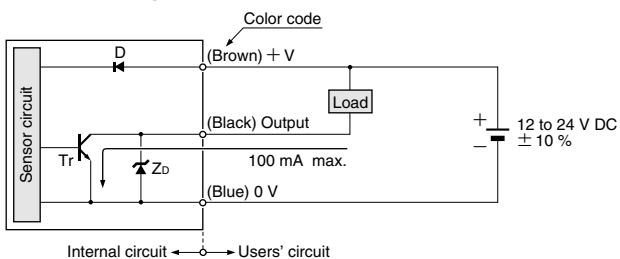 Color code
D
(Brown) + V
Sensor circuit
Load
(Black) Output
+
12 to 24 V DC
± 10 %
−
Tr
ZD
100 mA max.
(Blue) 0 V
Internal circuit
Users' circuit